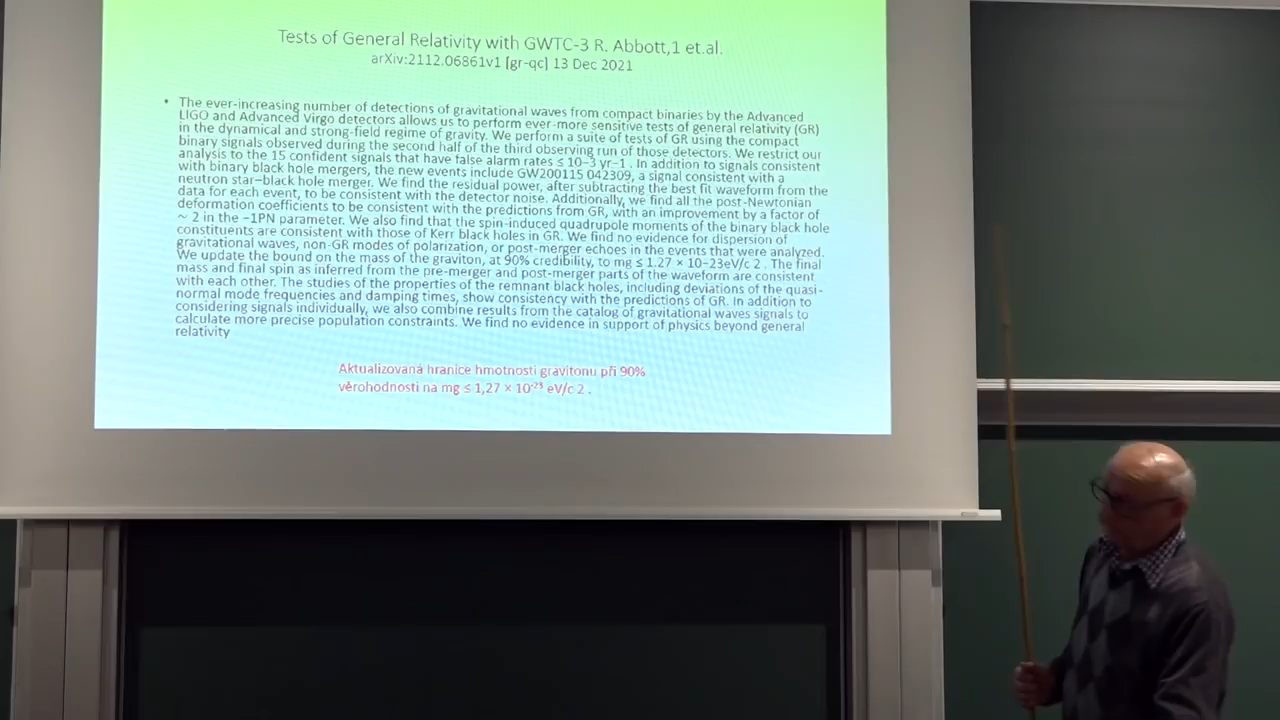 Tests of General Relativity with GWTC-3 R. Abbott,1 et.al.
arXiv:2112.06861v1 [gr-qc] 13 Dec 2021
• The ever-increasing number of detections of gravitational waves from compact binaries by the Advanced
LIGO and Advanced Virgo detectors allows us to perform ever-more sensitive tests of general relativity (GR)
in the dynamical and strong-field regime of gravity. We perform a suite of tests of GR using the compact
binary signals observed during the second half of the third observing run of those detectors. We restrict our
analysis to the 15 confident signals that have false alarm rates ≤ 10−3 yr−1 . In addition to signals consistent
with binary black hole mergers, the new events include GW200115 042309, a signal consistent with a
neutron star–black hole merger. We find the residual power, after subtracting the best fit waveform from the
data for each event, to be consistent with the detector noise. Additionally, we find all the post-Newtonian
deformation coefficients to be consistent with the predictions from GR, with an improvement by a factor of
~ 2 in the −1PN parameter. We also find that the spin-induced quadrupole moments of the binary black hole
constituents are consistent with those of Kerr black holes in GR. We find no evidence for dispersion of
gravitational waves, non-GR modes of polarization, or post-merger echoes in the events that were analyzed.
We update the bound on the mass of the graviton, at 90% credibility, to mg ≤ 1.27 × 10−23eV/c 2 . The final
mass and final spin as inferred from the pre-merger and post-merger parts of the waveform are consistent
with each other. The studies of the properties of the remnant black holes, including deviations of the quasi-
normal mode frequencies and damping times, show consistency with the predictions of GR. In addition to
considering signals individually, we also combine results from the catalog of gravitational waves signals to
calculate more precise population constraints. We find no evidence in support of physics beyond general
relativity
Aktualizovaná hranice hmotnosti gravitonu při 90%
věrohodnosti na mg ≤ 1,27 × 10⁻²³ eV/c 2 .